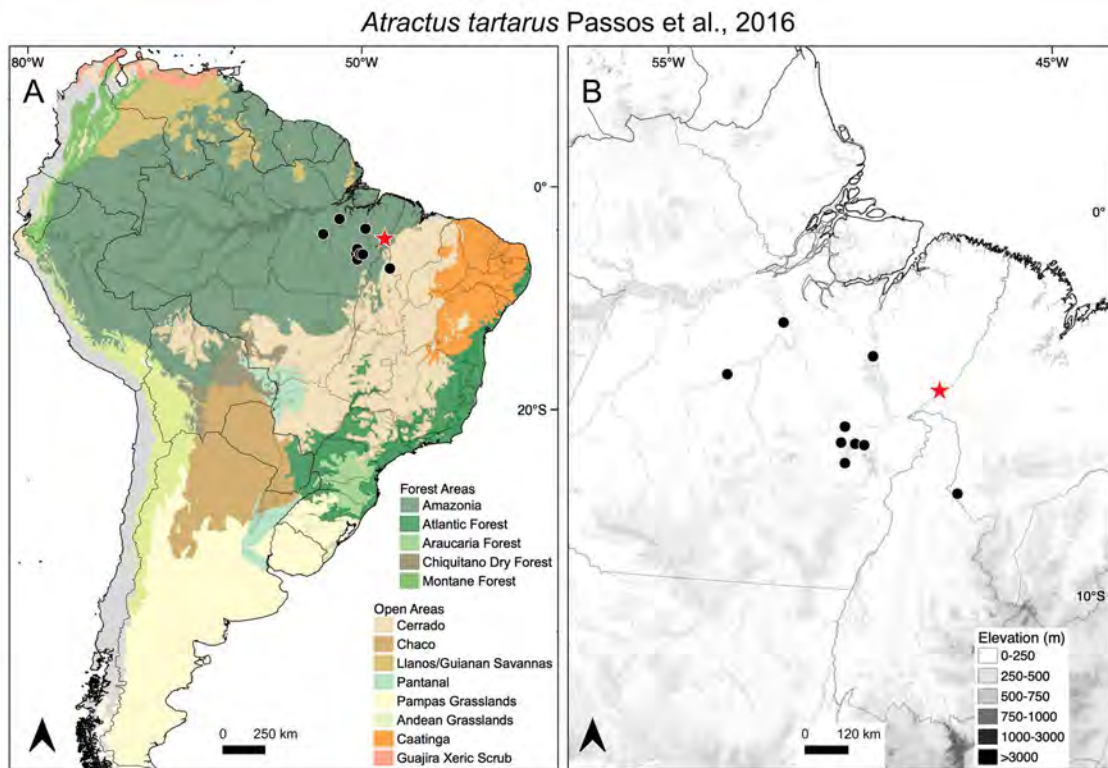 Atractus tartarus Passos et al., 2016
80°W
50°W
A
0°
20°S
Forest Areas
Amazonia
Atlantic Forest
Araucaria Forest
Chiquitano Dry Forest
Montane Forest
Open Areas
Cerrado
Chaco
Llanos/Guianan Savannas
Pantanal
Pampas Grasslands
Andean Grasslands
Caatinga
Guajira Xeric Scrub
0 250 km
55°W
45°W
B
0°
10°S
Elevation (m)
0-250
250-500
500-750
750-1000
1000-3000
>3000
0 120 km